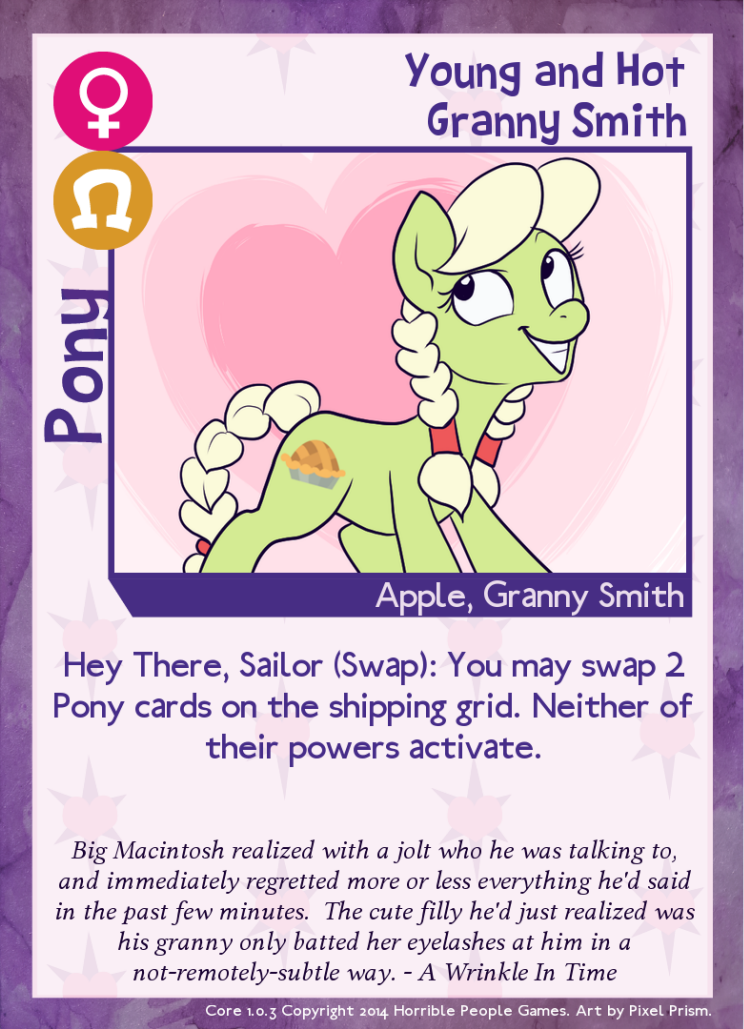 Young and Hot
Granny Smith
Pony
Apple, Granny Smith
Hey There, Sailor (Swap): You may swap 2
Pony cards on the shipping grid. Neither of
their powers activate.
Big Macintosh realized with a jolt who he was talking to,
and immediately regretted more or less everything he'd said
in the past few minutes.  The cute filly he'd just realized was
his granny only batted her eyelashes at him in a
not-remotely-subtle way. - A Wrinkle In Time
Core 1.0.3 Copyright 2014 Horrible People Games. Art by Pixel Prism.